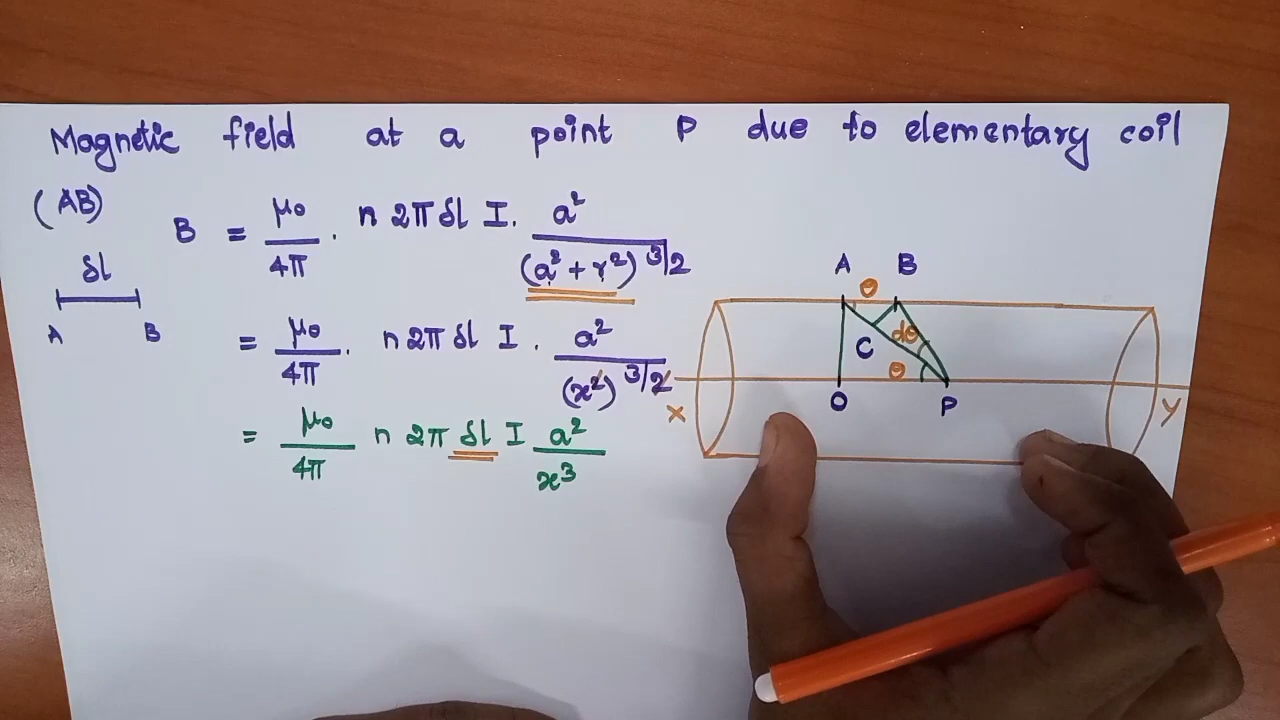 Magnetic field at a point P due to elementary coil
(AB)
B = μ₀/4π . n 2π δl I . a²/(a² + r²)^3/2
δl
A B
= μ₀/4π . n 2π δl I . a²/(x²)^3/2
= μ₀/4π n 2π δl I a²/x³
A B
θ
C dθ
θ
X O P Y